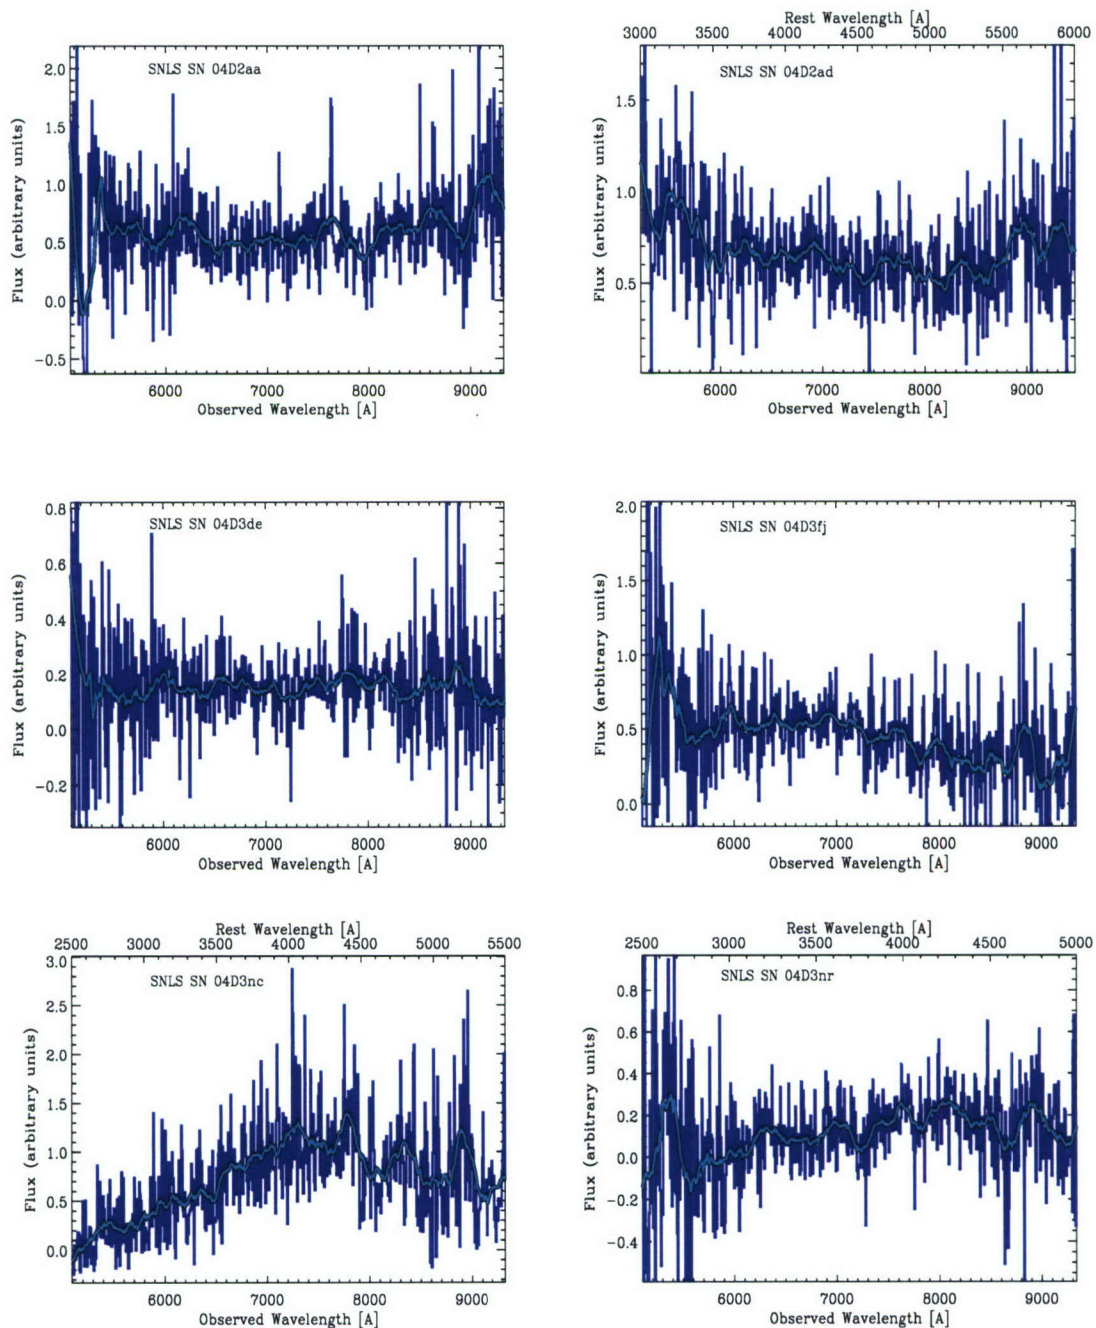 Rest Wavelength [A]
3000 3500 4000 4500 5000 5500 6000
SNLS SN 04D2aa
SNLS SN 04D2ad
2.0
1.5
1.0
0.5
0.0
−0.5
1.5
1.0
0.5
Flux (arbitrary units)
Flux (arbitrary units)
6000 7000 8000 9000
6000 7000 8000 9000
Observed Wavelength [A]
Observed Wavelength [A]
SNLS SN 04D3de
SNLS SN 04D3fj
0.8
0.6
0.4
0.2
0.0
−0.2
2.0
1.5
1.0
0.5
0.0
Flux (arbitrary units)
Flux (arbitrary units)
6000 7000 8000 9000
6000 7000 8000 9000
Observed Wavelength [A]
Observed Wavelength [A]
Rest Wavelength [A]
Rest Wavelength [A]
2500 3000 3500 4000 4500 5000 5500
2500 3000 3500 4000 4500 5000
SNLS SN 04D3nc
SNLS SN 04D3nr
3.0
2.5
2.0
1.5
1.0
0.5
0.0
0.8
0.6
0.4
0.2
0.0
−0.2
−0.4
Flux (arbitrary units)
Flux (arbitrary units)
6000 7000 8000 9000
6000 7000 8000 9000
Observed Wavelength [A]
Observed Wavelength [A]